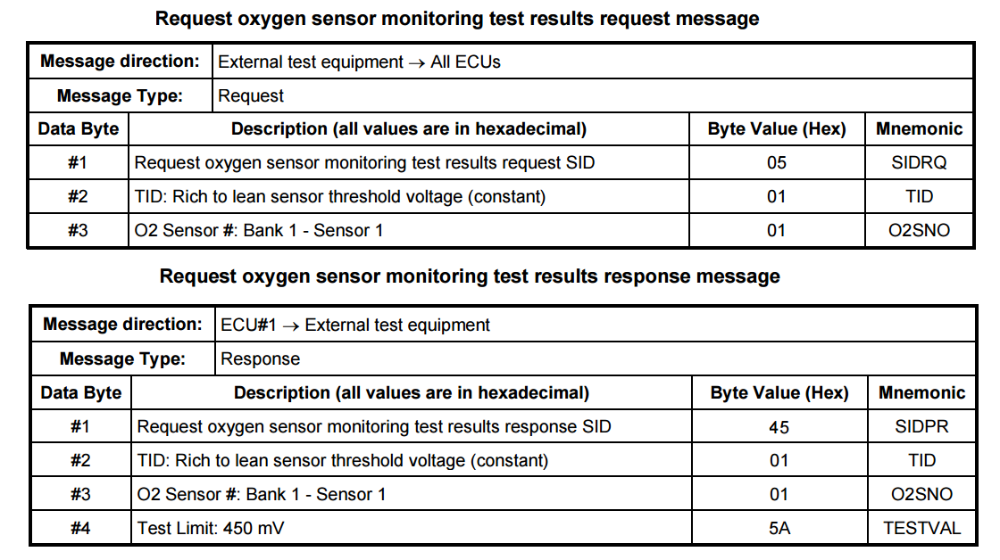 Request oxygen sensor monitoring test results request message
Message direction: External test equipment → All ECUs
Message Type: Request
Data Byte Description (all values are in hexadecimal) Byte Value (Hex) Mnemonic
#1 Request oxygen sensor monitoring test results request SID 05 SIDRQ
#2 TID: Rich to lean sensor threshold voltage (constant) 01 TID
#3 O2 Sensor #: Bank 1 - Sensor 1 01 O2SNO
Request oxygen sensor monitoring test results response message
Message direction: ECU#1 → External test equipment
Message Type: Response
Data Byte Description (all values are in hexadecimal) Byte Value (Hex) Mnemonic
#1 Request oxygen sensor monitoring test results response SID 45 SIDPR
#2 TID: Rich to lean sensor threshold voltage (constant) 01 TID
#3 O2 Sensor #: Bank 1 - Sensor 1 01 O2SNO
#4 Test Limit: 450 mV 5A TESTVAL